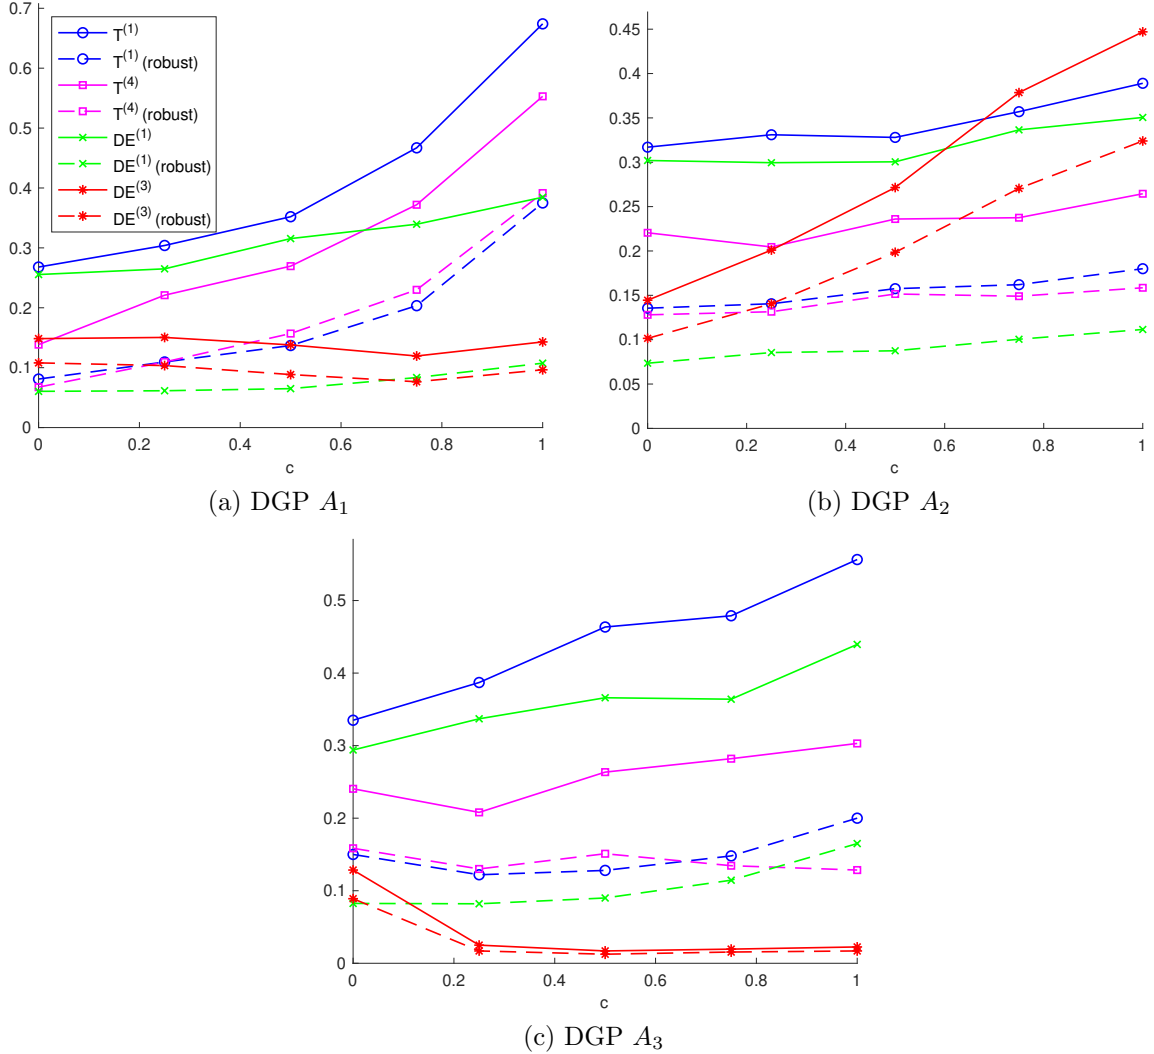 0.7
0.6
0.5
0.4
0.3
0.2
0.1
0
T^(1)
T^(1) (robust)
T^(4)
T^(4) (robust)
DE^(1)
DE^(1) (robust)
DE^(3)
DE^(3) (robust)
0 0.2 0.4 0.6 0.8 1
c
(a) DGP A_1
0.45
0.4
0.35
0.3
0.25
0.2
0.15
0.1
0.05
0
0 0.2 0.4 0.6 0.8 1
c
(b) DGP A_2
0.5
0.4
0.3
0.2
0.1
0
0 0.2 0.4 0.6 0.8 1
c
(c) DGP A_3